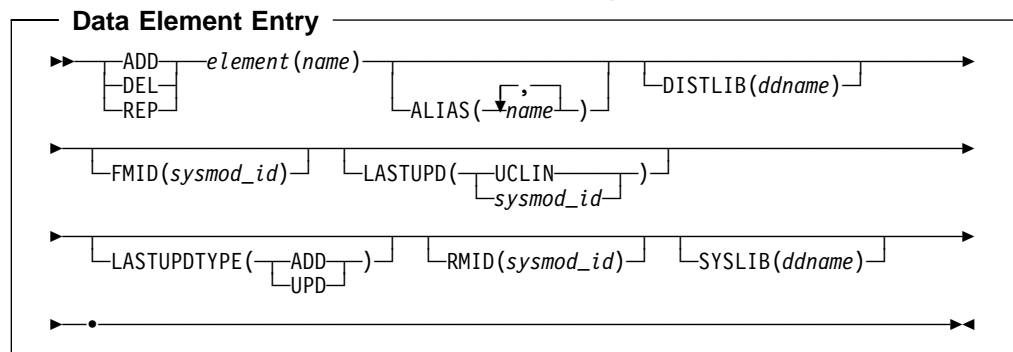 Data Element Entry
ADD element(name)
DEL
REP
ALIAS( name )
,
DISTLIB(ddname)
FMID(sysmod_id)
LASTUPD( UCLIN )
sysmod_id
LASTUPDTYPE( ADD )
UPD
RMID(sysmod_id)
SYSLIB(ddname)